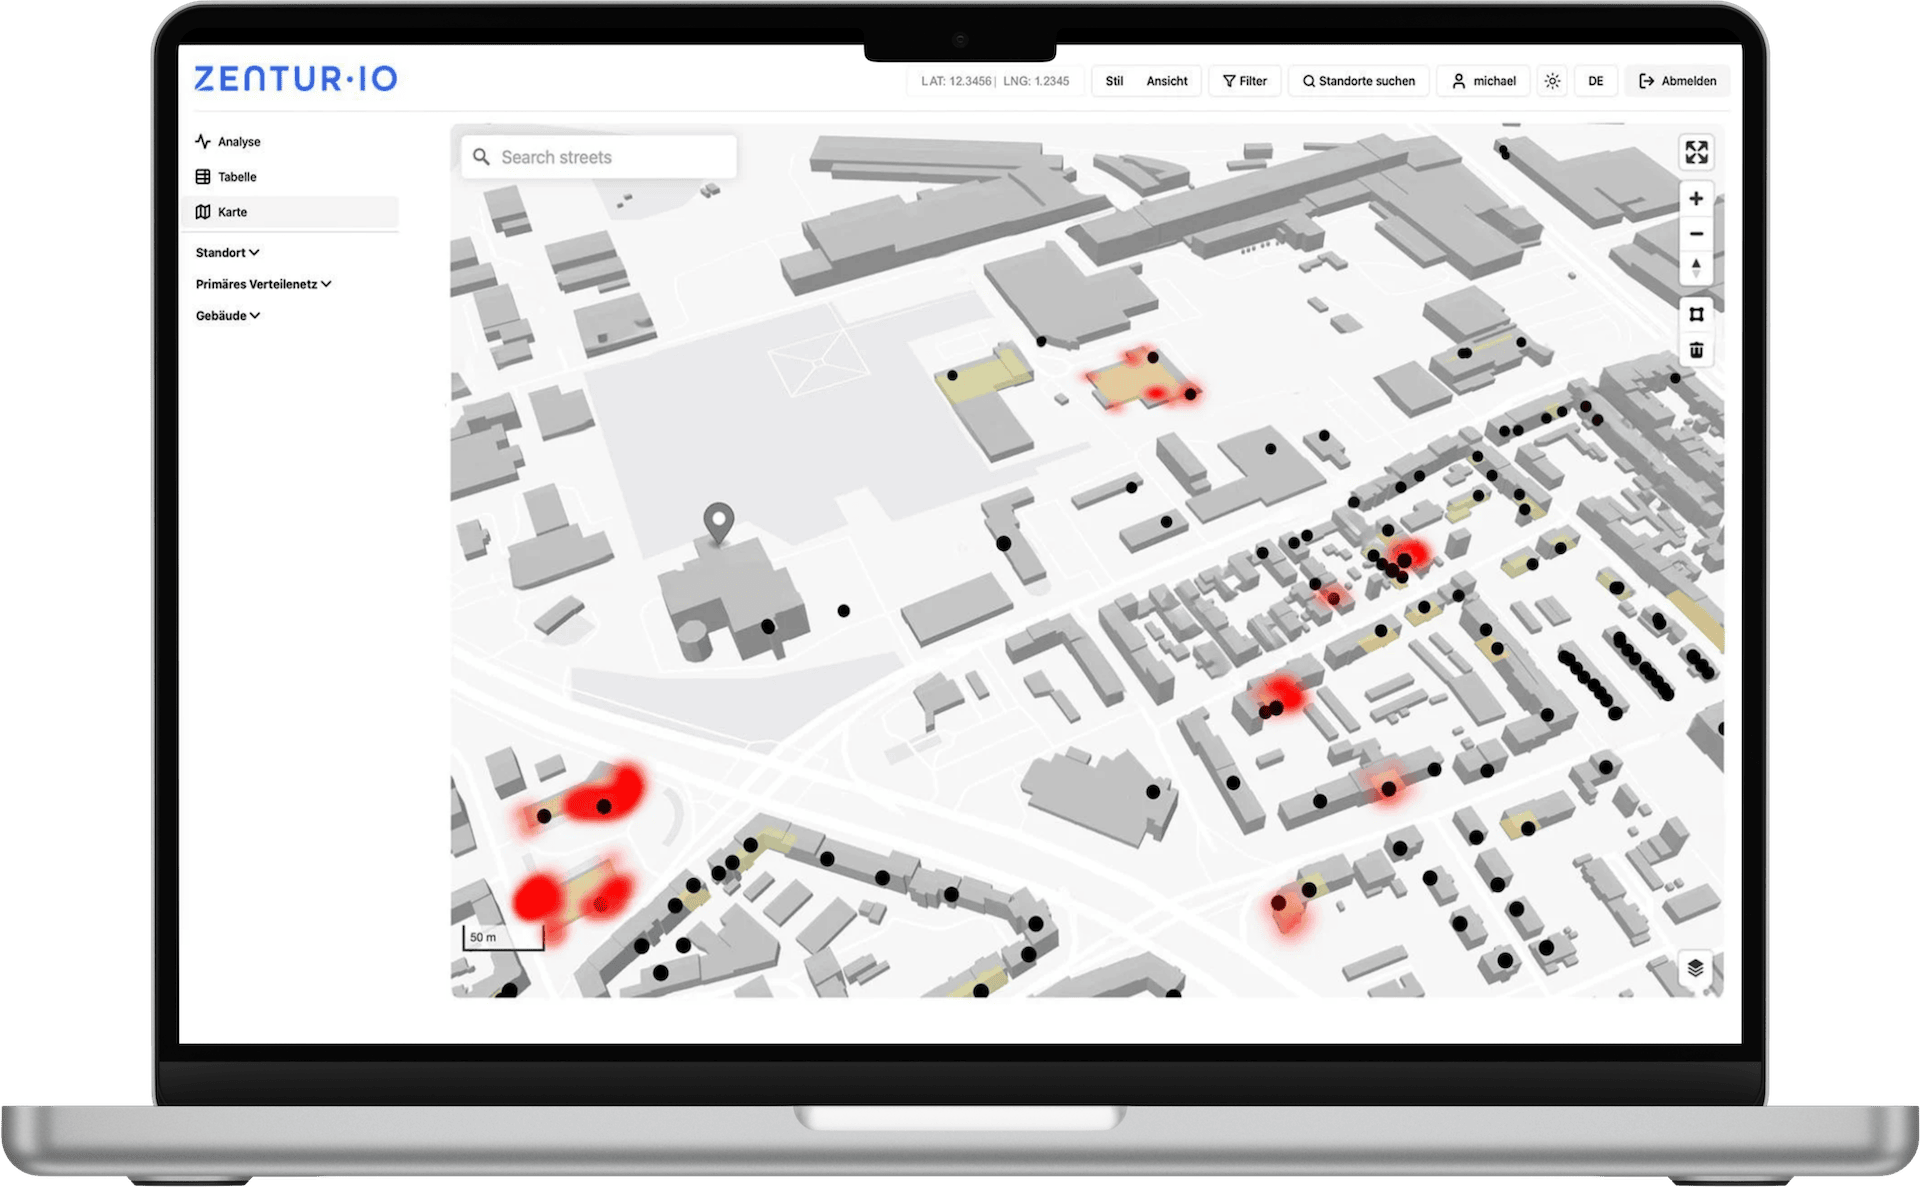 ZENTUR·IO
LAT: 12.3456 | LNG: 1.2345
Stil
Ansicht
Filter
Standorte suchen
michael
DE
Abmelden
Analyse
Tabelle
Karte
Standort
Primäres Verteilenetz
Gebäude
Search streets
50 m